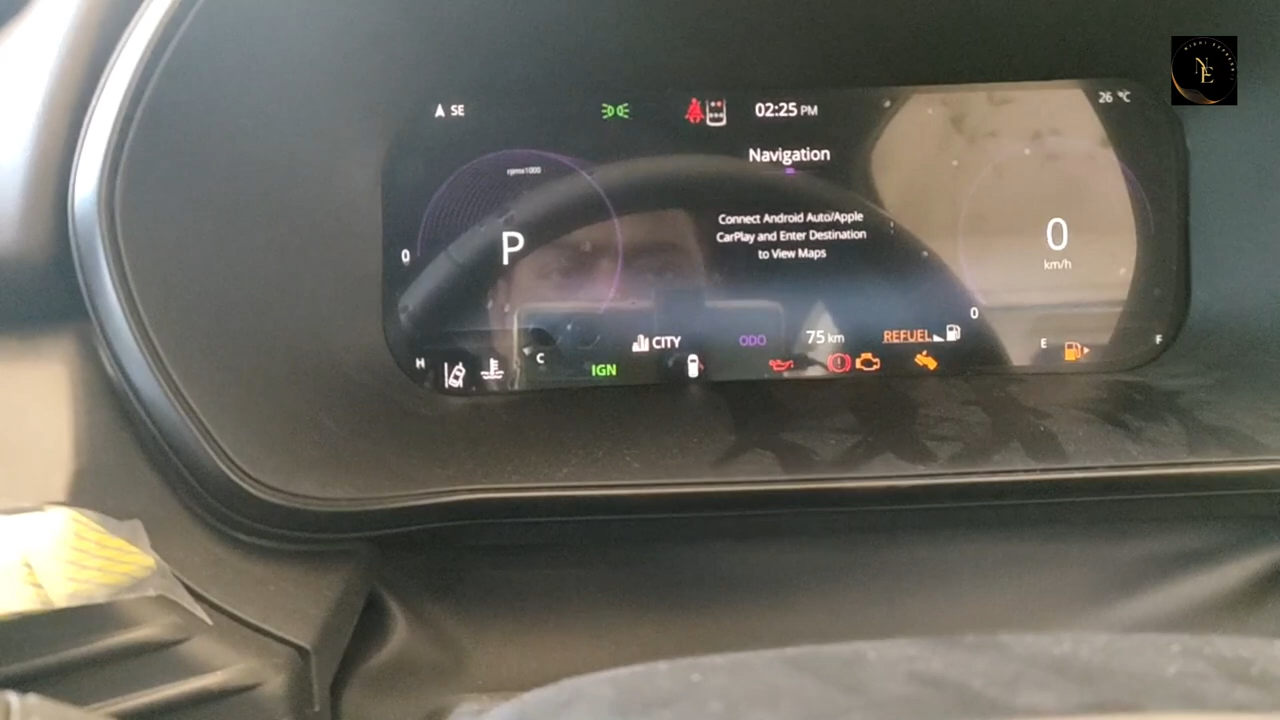 SE
02:25 PM
26 °C
Navigation
rpmx1000
Connect Android Auto/Apple
CarPlay and Enter Destination
to View Maps
P
0
0
km/h
0
CITY
ODO
75 km
REFUEL
E
F
H
C
IGN
NE